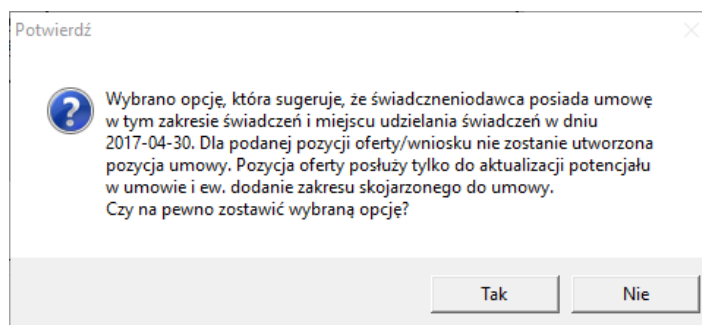 Potwierdź
Wybrano opcję, która sugeruje, że świadczneniodawca posiada umowę
w tym zakresie świadczeń i miejscu udzielania świadczeń w dniu
2017-04-30. Dla podanej pozycji oferty/wniosku nie zostanie utworzona
pozycja umowy. Pozycja oferty posłuży tylko do aktualizacji potencjału
w umowie i ew. dodanie zakresu skojarzonego do umowy.
Czy na pewno zostawić wybraną opcję?
Tak
Nie